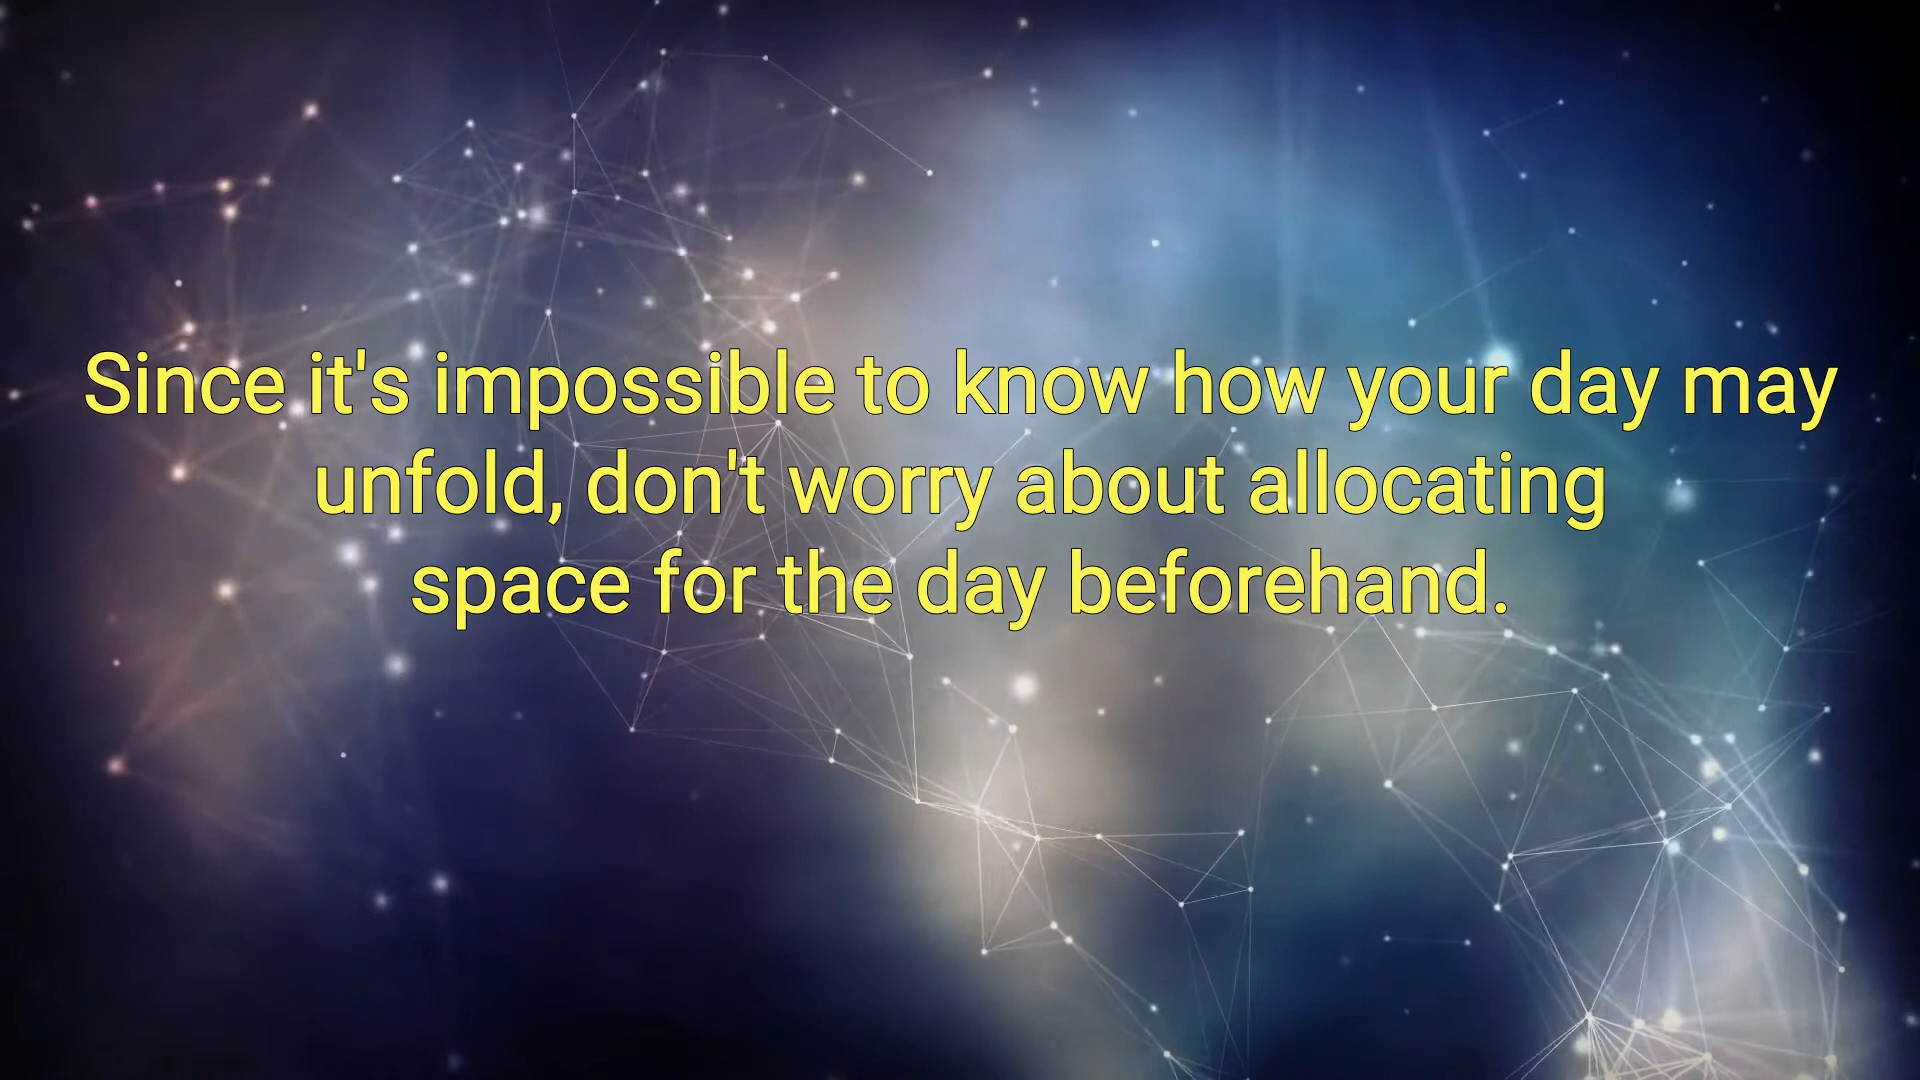 Since it's impossible to know how your day may
unfold, don't worry about allocating
space for the day beforehand.